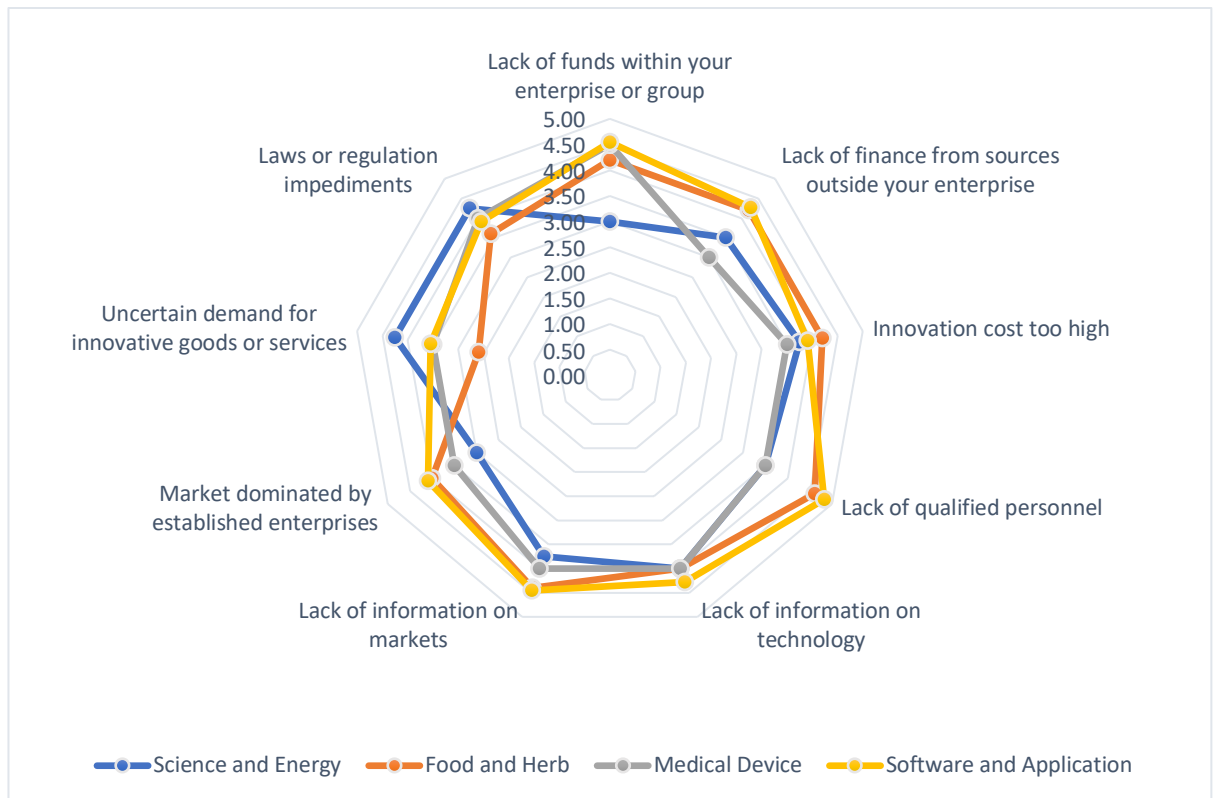 Lack of funds within your
enterprise or group
Lack of finance from sources
outside your enterprise
Innovation cost too high
Lack of qualified personnel
Lack of information on
technology
Lack of information on
markets
Market dominated by
established enterprises
Uncertain demand for
innovative goods or services
Laws or regulation
impediments
5.00
4.50
4.00
3.50
3.00
2.50
2.00
1.50
1.00
0.50
0.00
Science and Energy
Food and Herb
Medical Device
Software and Application